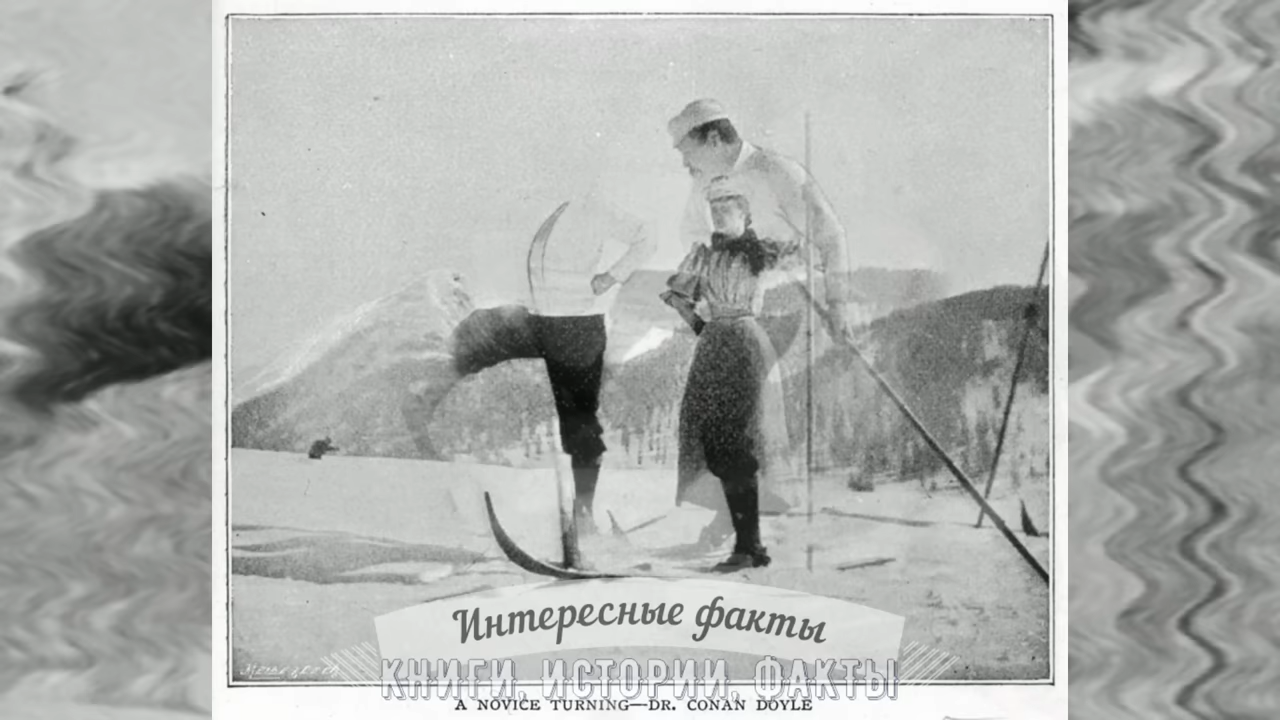 Интересные факты
КНИГИ, ИСТОРИИ, ФАКТЫ
A NOVICE TURNING—DR. CONAN DOYLE